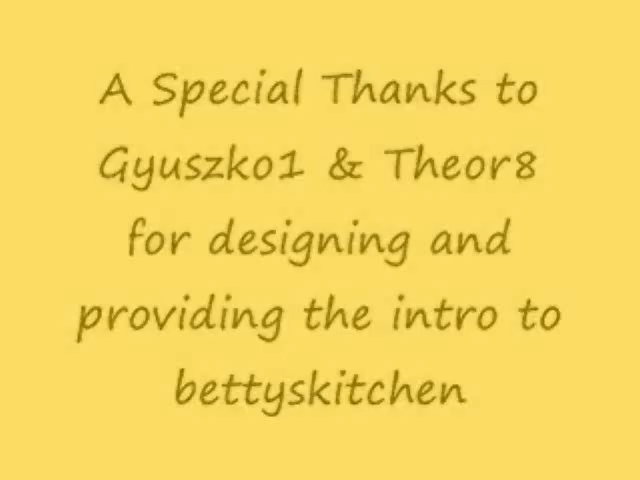 A Special Thanks to
Gyuszko1 & Theor8
for designing and
providing the intro to
bettyskitchen